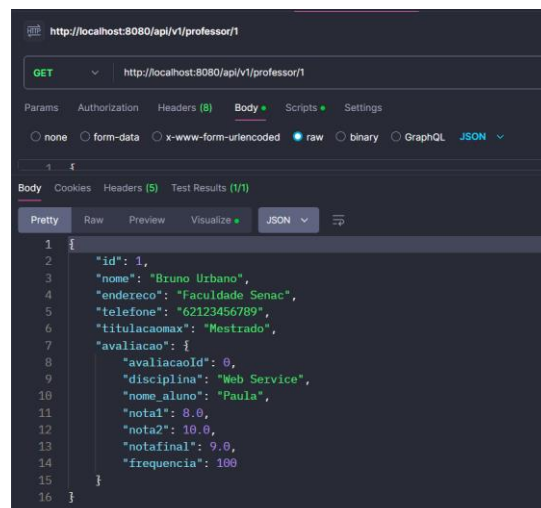 HTTP http://localhost:8080/api/v1/professor/1
GET http://localhost:8080/api/v1/professor/1
Params Authorization Headers (8) Body Scripts Settings
none form-data x-www-form-urlencoded raw binary GraphQL JSON
1 {
Body Cookies Headers (5) Test Results (1/1)
Pretty Raw Preview Visualize JSON
1 {
2 "id": 1,
3 "nome": "Bruno Urbano",
4 "endereco": "Faculdade Senac",
5 "telefone": "62123456789",
6 "titulacaomax": "Mestrado",
7 "avaliacao": {
8 "avaliacaoId": 0,
9 "disciplina": "Web Service",
10 "nome_aluno": "Paula",
11 "nota1": 8.0,
12 "nota2": 10.0,
13 "notafinal": 9.0,
14 "frequencia": 100
15 }
16 }